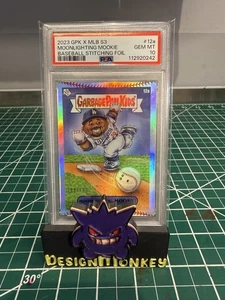 2023 GPK X MLB S3 #12a
MOONLIGHTING MOOKIE GEM MT
BASEBALL STITCHING FOIL 10
PSA 112920242
GARBAGE PAIL KIDS
30°
DESIGNMONKEY